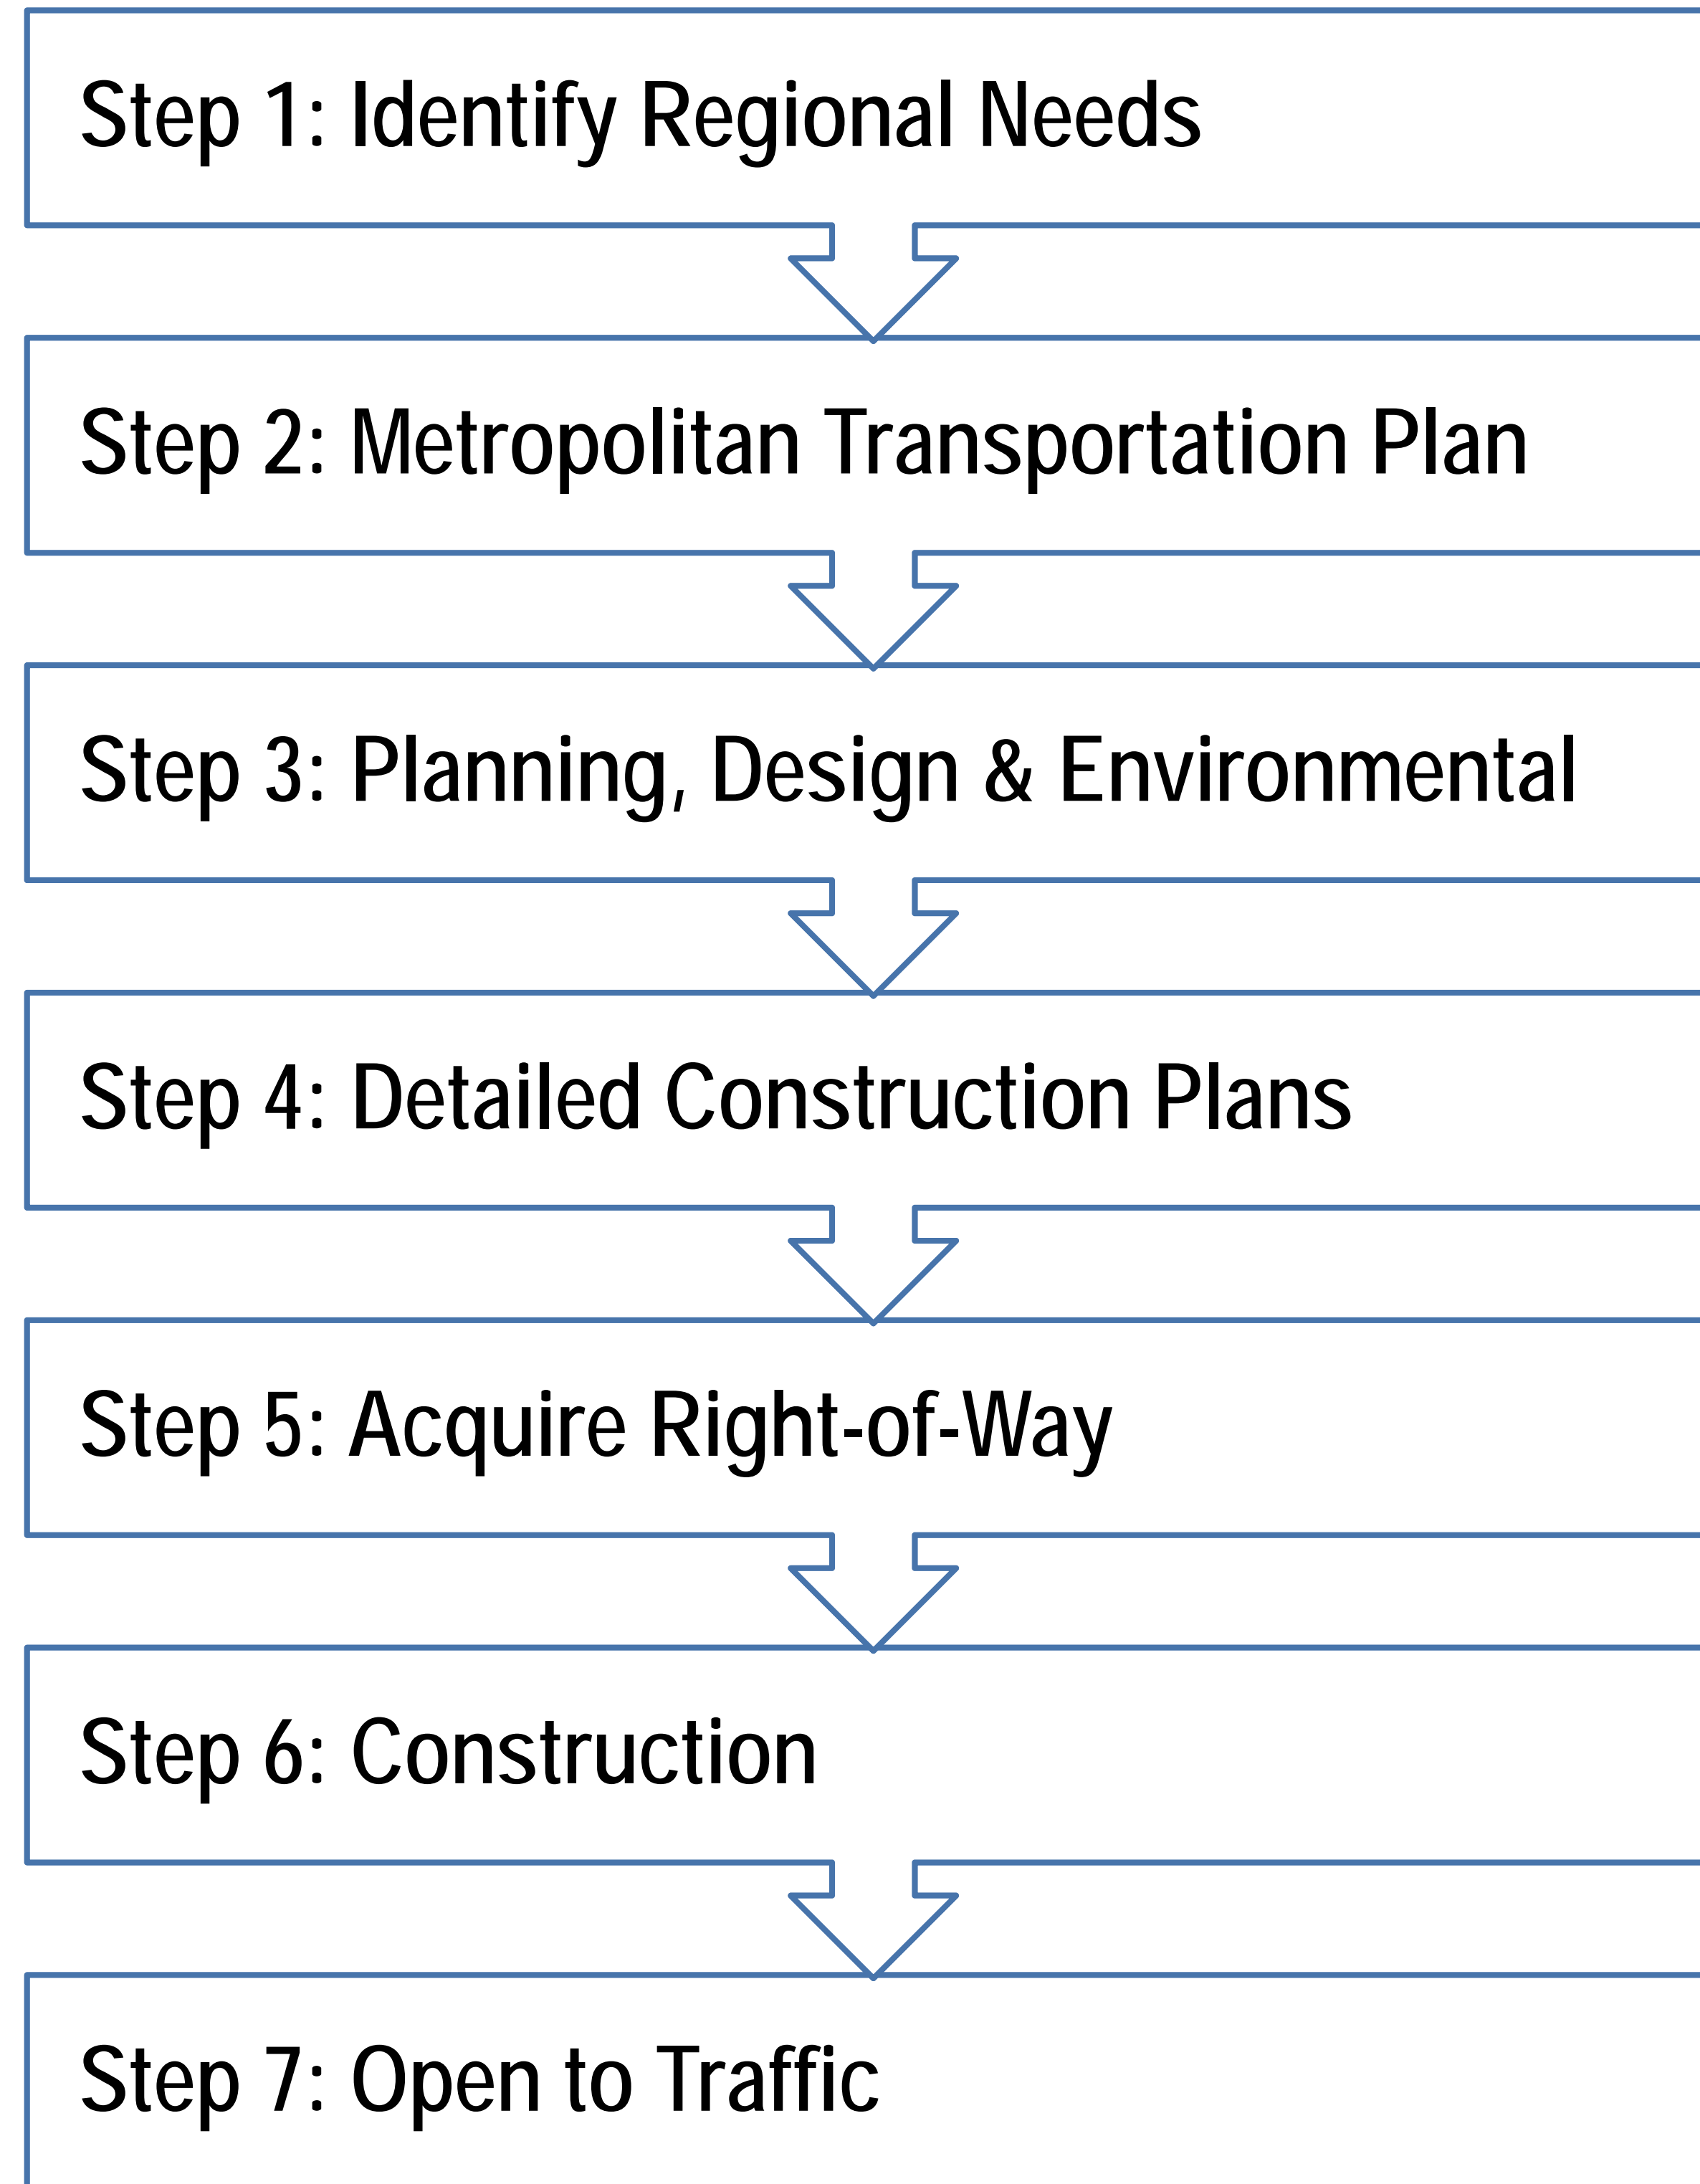 Step 1: Identify Regional Needs
Step 2: Metropolitan Transportation Plan
Step 3: Planning, Design & Environmental
Step 4: Detailed Construction Plans
Step 5: Acquire Right-of-Way
Step 6: Construction
Step 7: Open to Traffic